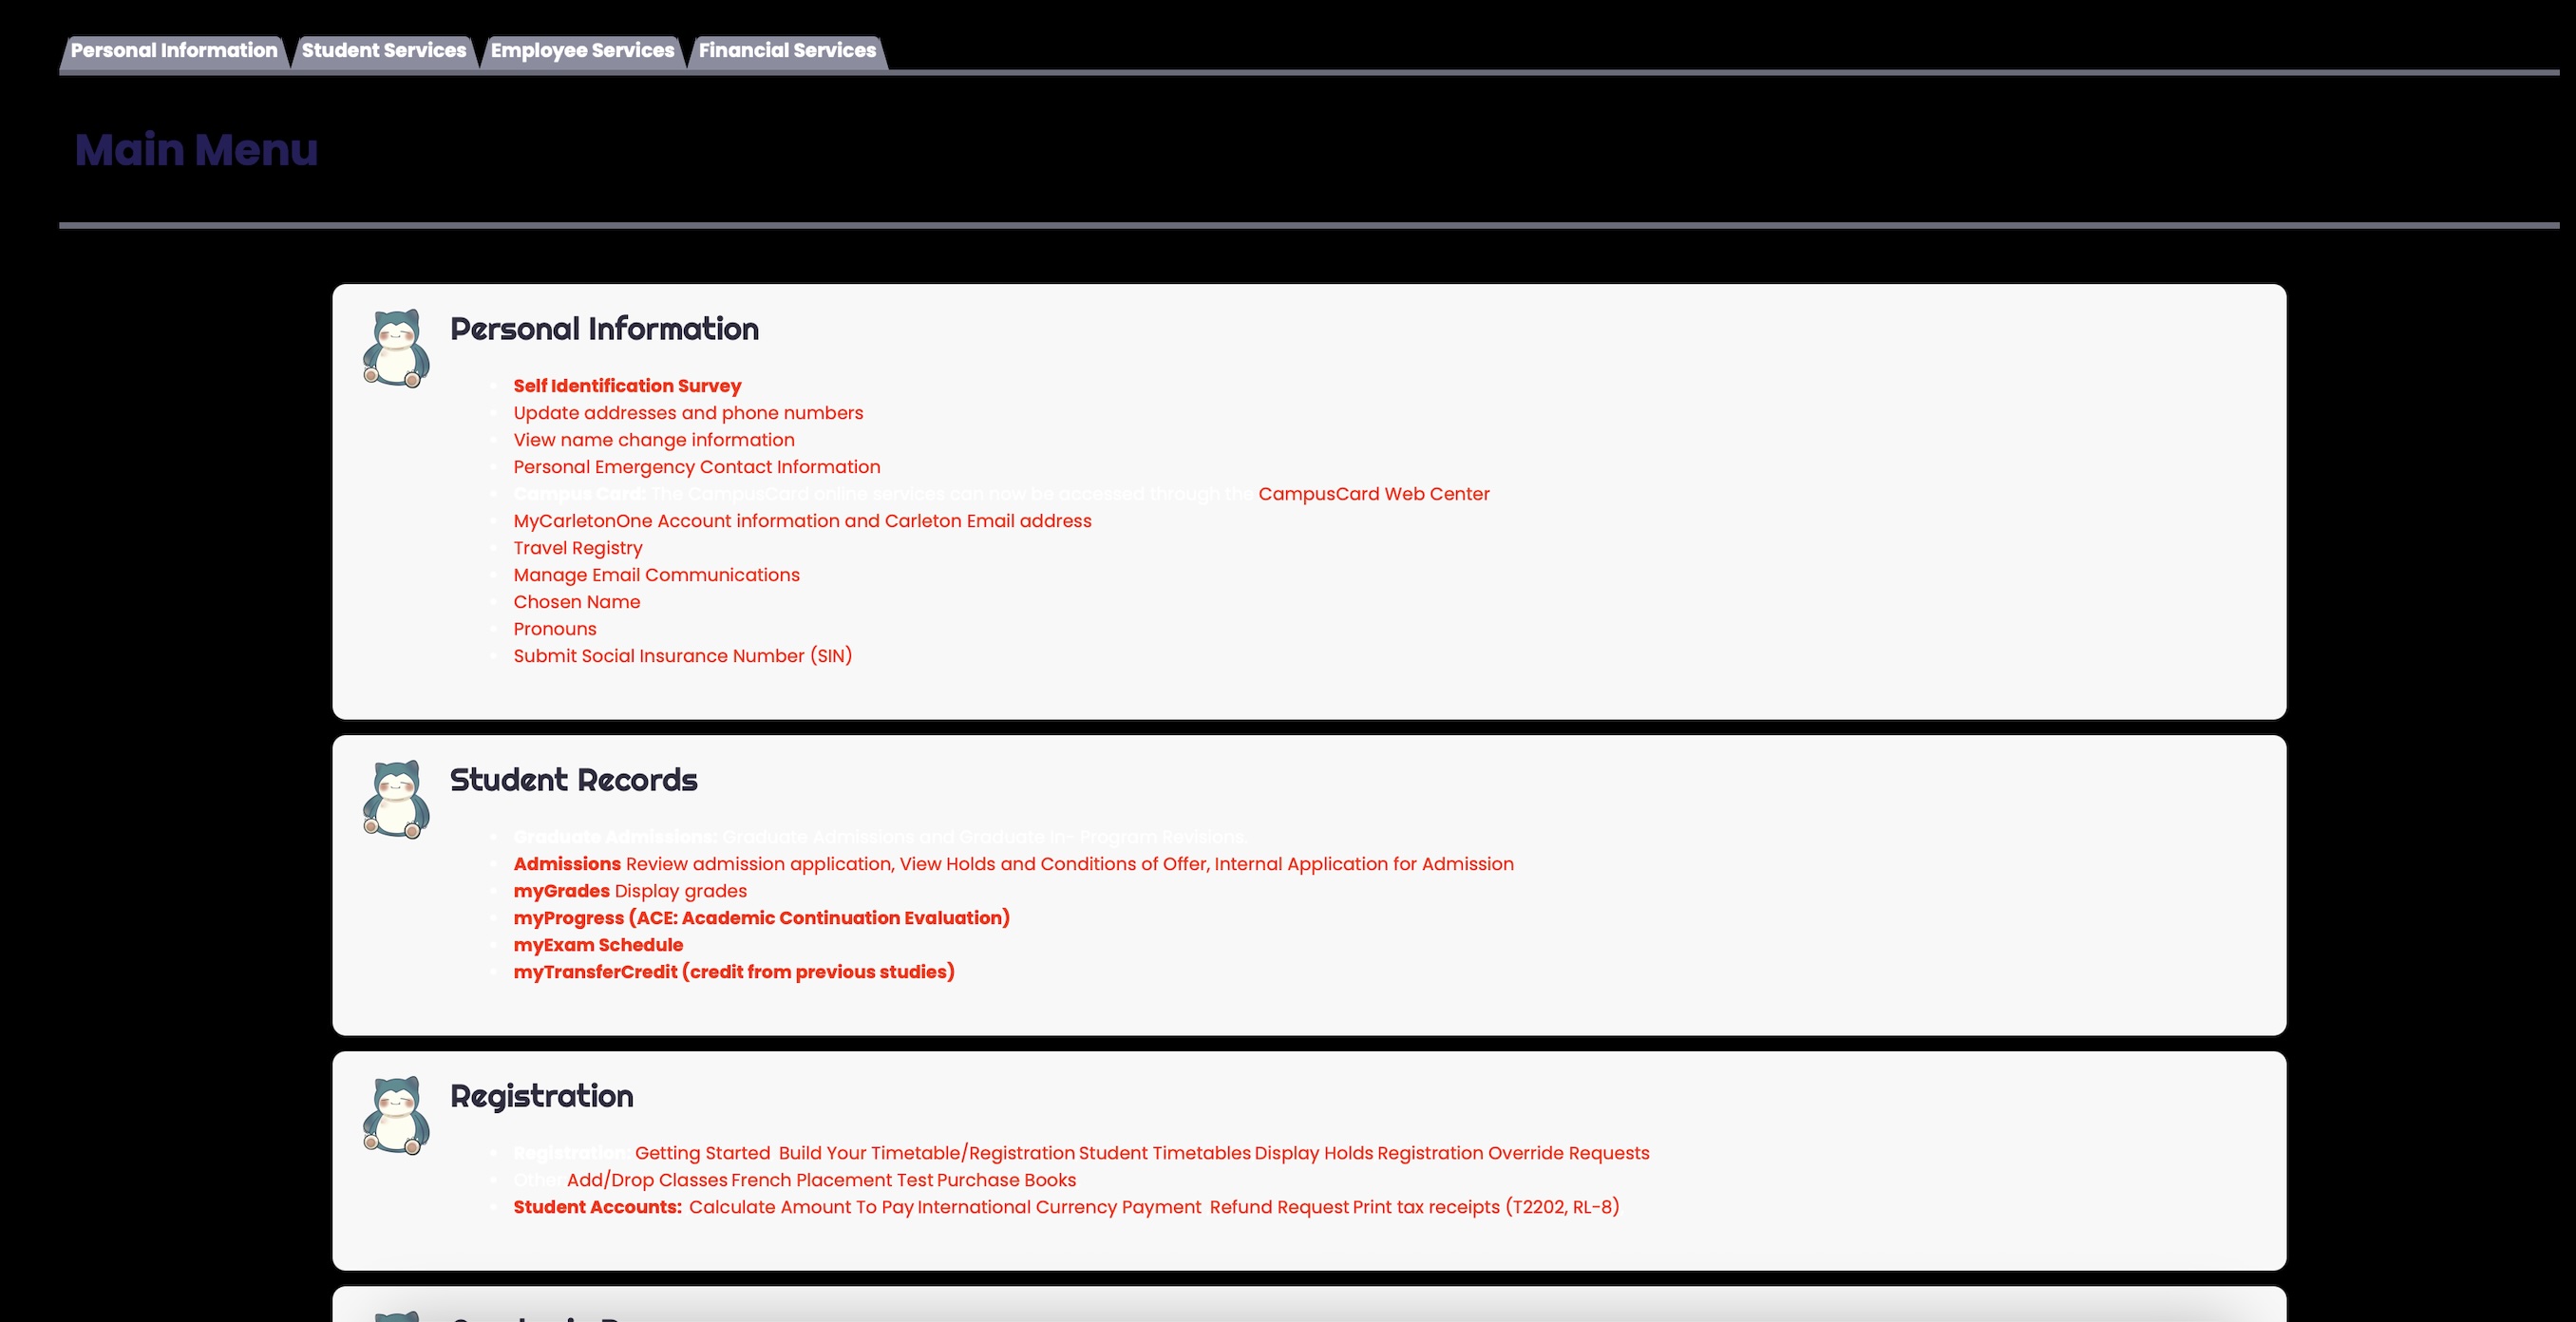 Personal Information Student Services Employee Services Financial Services
Main Menu
Personal Information
Self Identification Survey
Update addresses and phone numbers
View name change information
Personal Emergency Contact Information
Campus Card: The CampusCard online services can now be accessed through the CampusCard Web Center
MyCarletonOne Account information and Carleton Email address
Travel Registry
Manage Email Communications
Chosen Name
Pronouns
Submit Social Insurance Number (SIN)
Student Records
Graduate Admissions: Graduate Admissions and Graduate In- Program Revisions.
Admissions Review admission application, View Holds and Conditions of Offer, Internal Application for Admission
myGrades Display grades
myProgress (ACE: Academic Continuation Evaluation)
myExam Schedule
myTransferCredit (credit from previous studies)
Registration
Registration: Getting Started Build Your Timetable/Registration Student Timetables Display Holds Registration Override Requests
Other Add/Drop Classes French Placement Test Purchase Books
Student Accounts: Calculate Amount To Pay International Currency Payment Refund Request Print tax receipts (T2202, RL-8)